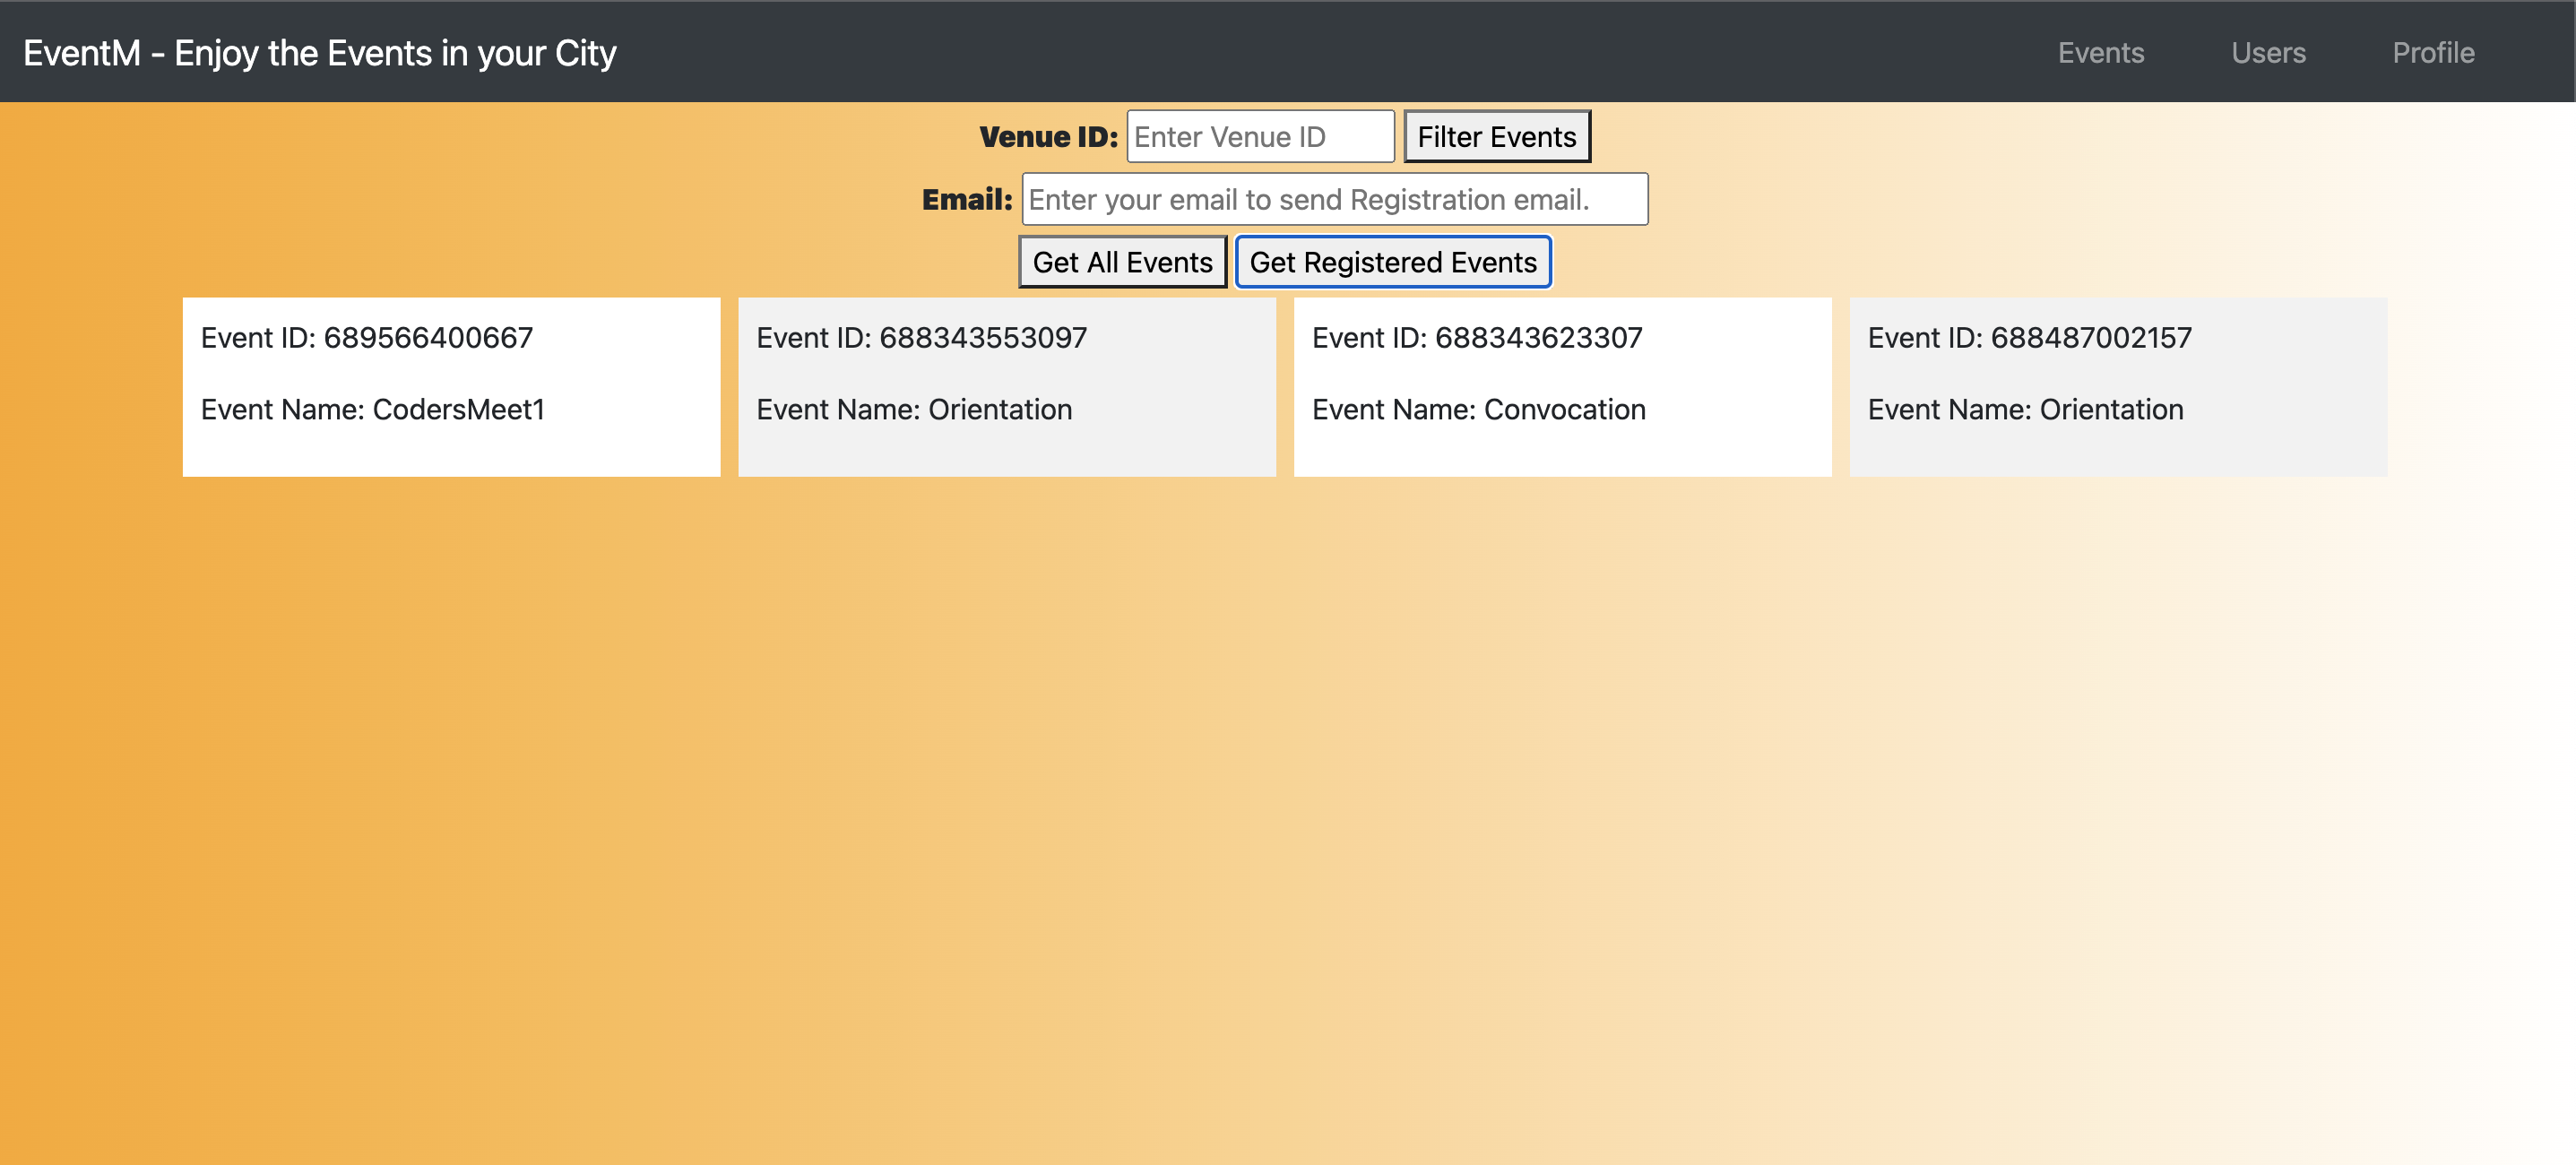 EventM - Enjoy the Events in your City Events Users Profile
Venue ID: Enter Venue ID Filter Events
Email: Enter your email to send Registration email.
Get All Events Get Registered Events
Event ID: 689566400667
Event Name: CodersMeet1
Event ID: 688343553097
Event Name: Orientation
Event ID: 688343623307
Event Name: Convocation
Event ID: 688487002157
Event Name: Orientation